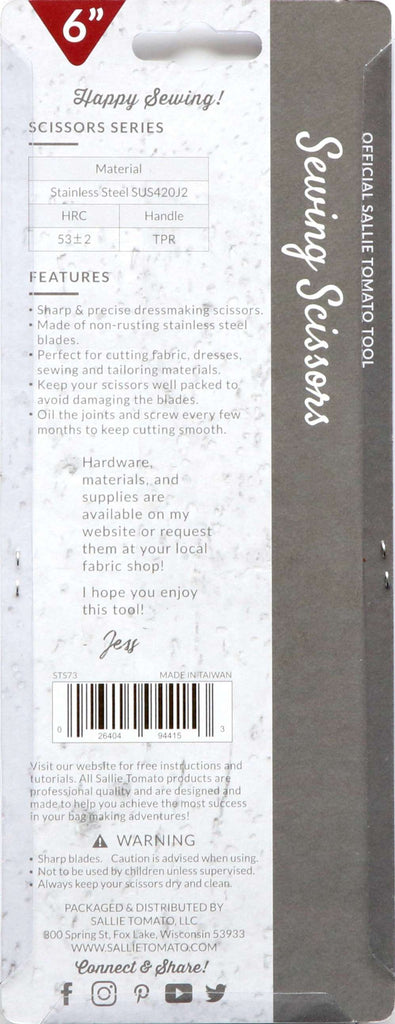 6”
Happy Sewing!
SCISSORS SERIES
Material
Stainless Steel SUS420J2
HRC Handle
53±2 TPR
FEATURES
• Sharp & precise dressmaking scissors.
• Made of non-rusting stainless steel
blades.
• Perfect for cutting fabric, dresses,
sewing and tailoring materials.
• Keep your scissors well packed to
avoid damaging the blades.
• Oil the joints and screw every few
months to keep cutting smooth.
Hardware,
materials, and
supplies are
available on my
website or request
them at your local
fabric shop!
I hope you enjoy
this tool!
- Jess
STS73 MADE IN TAIWAN
0 26404 94415 3
Visit our website for free instructions and
tutorials. All Sallie Tomato products are
professional quality and are designed and
made to help you achieve the most success
in your bag making adventures!
WARNING
• Sharp blades. Caution is advised when using.
• Not to be used by children unless supervised.
• Always keep your scissors dry and clean.
PACKAGED & DISTRIBUTED BY
SALLIE TOMATO, LLC
800 Spring St, Fox Lake, Wisconsin 53933
WWW.SALLIETOMATO.COM
Connect & Share!
OFFICIAL SALLIE TOMATO TOOL
Sewing Scissors